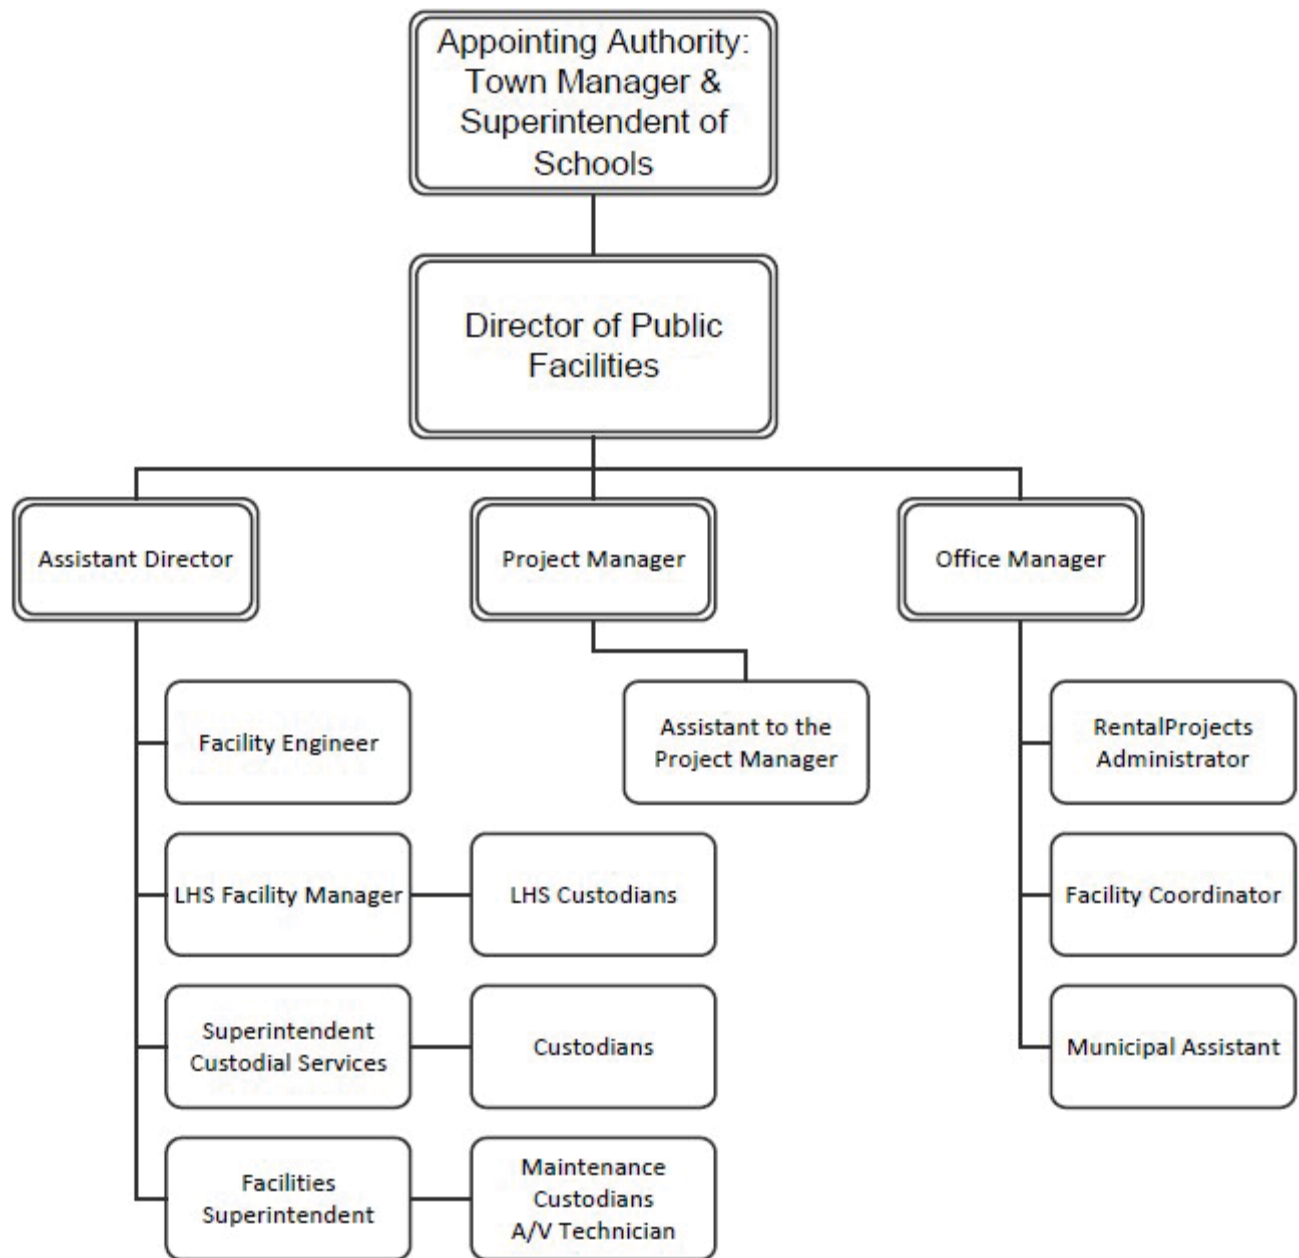 Appointing Authority:
Town Manager &
Superintendent of
Schools
Director of Public
Facilities
Assistant Director
Project Manager
Office Manager
Facility Engineer
Assistant to the
Project Manager
RentalProjects
Administrator
LHS Facility Manager
LHS Custodians
Facility Coordinator
Superintendent
Custodial Services
Custodians
Municipal Assistant
Facilities
Superintendent
Maintenance
Custodians
A/V Technician